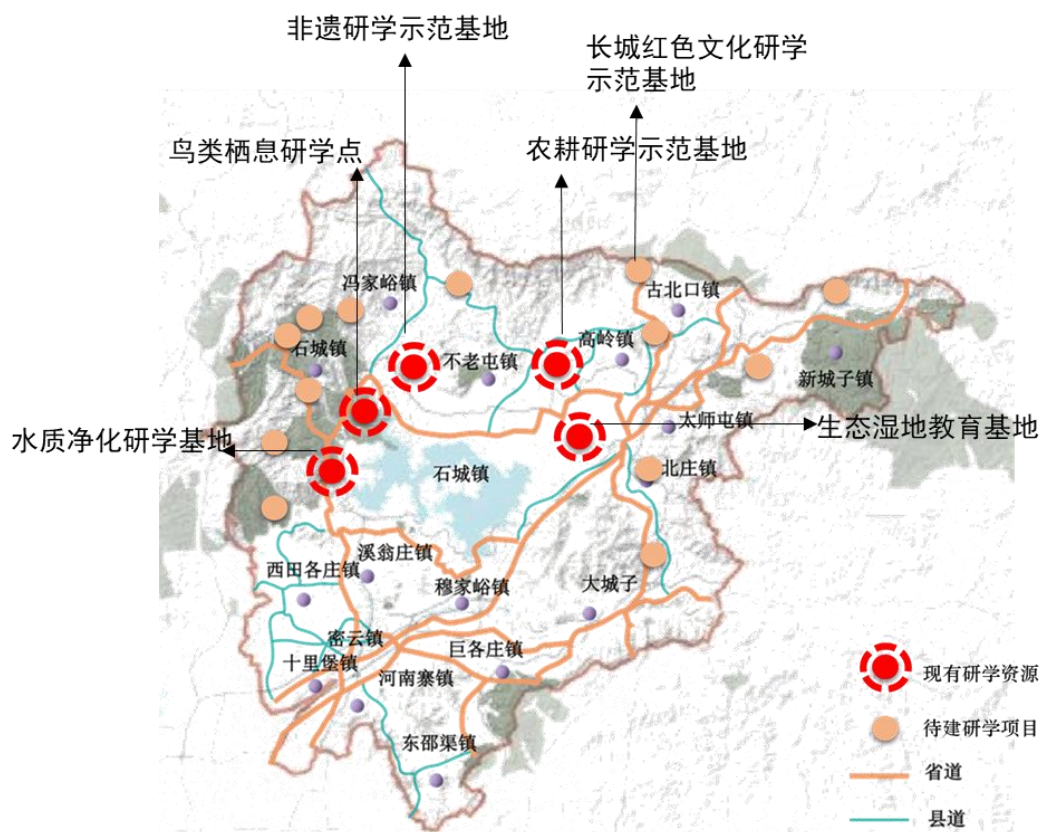 非遗研学示范基地
长城红色文化研学
示范基地
鸟类栖息研学点
农耕研学示范基地
冯家峪镇
古北口镇
石城镇
不老屯镇
高岭镇
新城子镇
太师屯镇
生态湿地教育基地
水质净化研学基地
石城镇
北庄镇
溪翁庄镇
西田各庄镇
穆家峪镇
大城子
密云镇
巨各庄镇
十里堡镇
河南寨镇
东邵渠镇
现有研学资源
待建研学项目
省道
县道